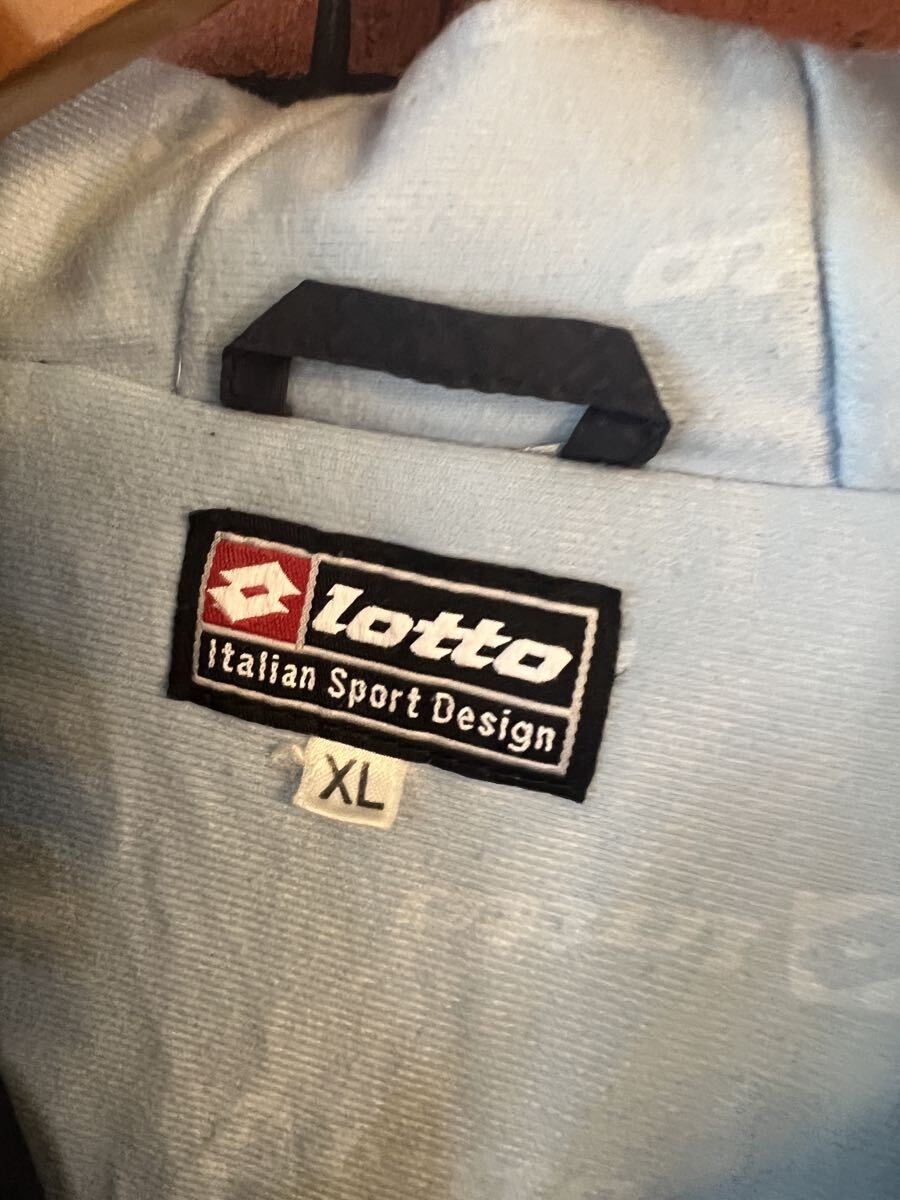 lotto
Italian Sport Design
XL